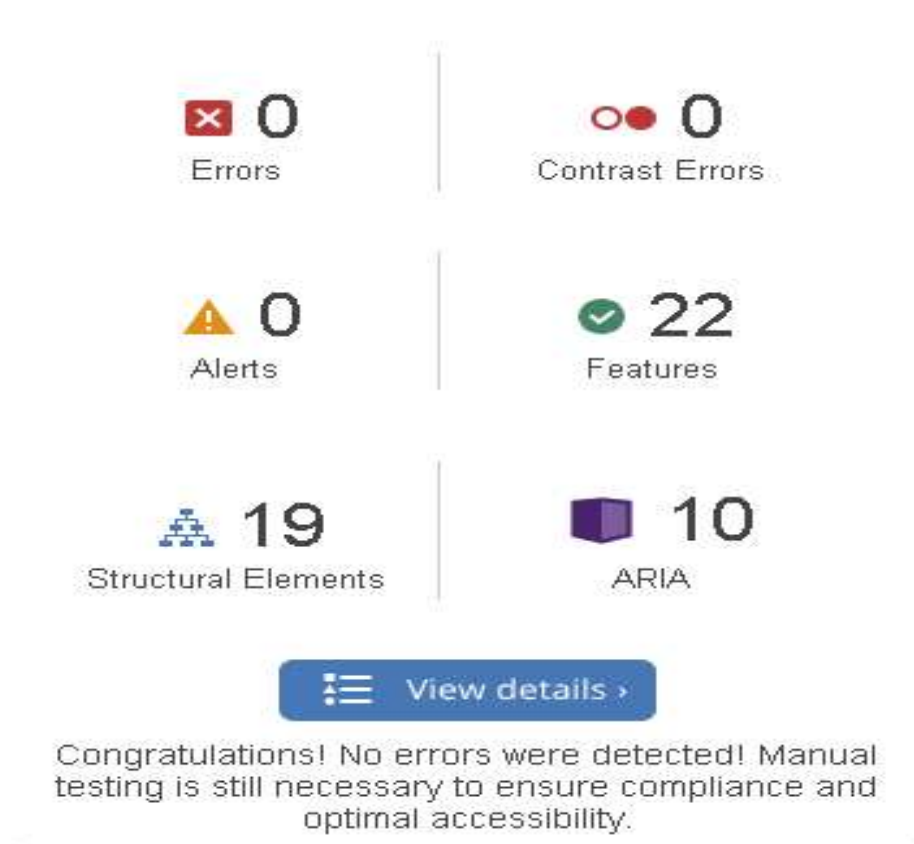 0
Errors
0
Contrast Errors
0
Alerts
22
Features
19
Structural Elements
10
ARIA
View details ›
Congratulations! No errors were detected! Manual
testing is still necessary to ensure compliance and
optimal accessibility.